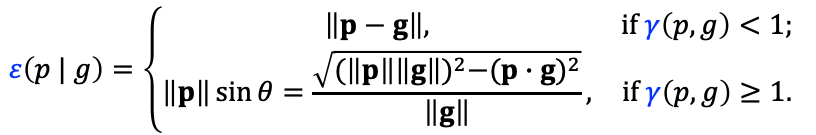 ‖p − g‖, if γ(p, g) < 1;
ε(p | g) = {
‖p‖ sin θ = √(‖p‖‖g‖)²−(p · g)² / ‖g‖, if γ(p, g) ≥ 1.